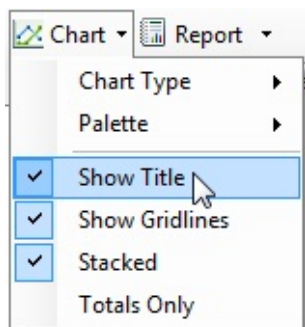 Chart Report
Chart Type
Palette
Show Title
Show Gridlines
Stacked
Totals Only